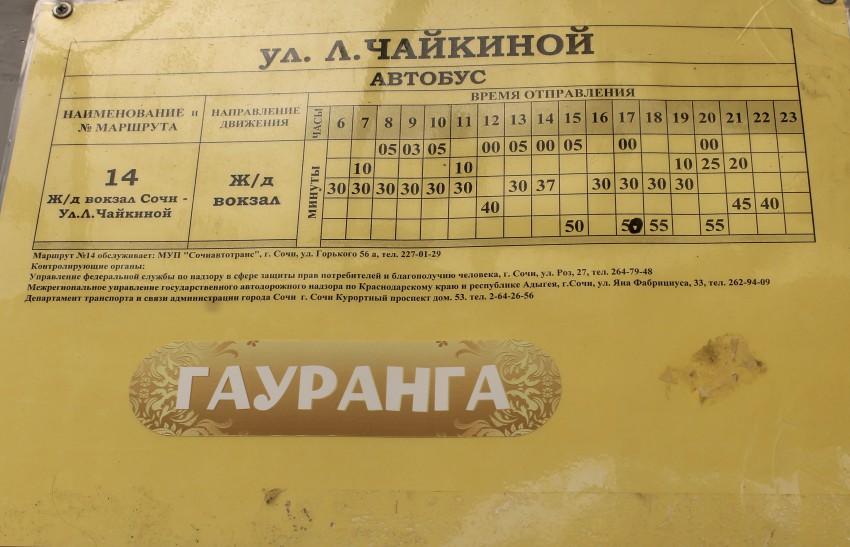 ул. Л.ЧАЙКИНОЙ
АВТОБУС
НАИМЕНОВАНИЕ и № МАРШРУТА
НАПРАВЛЕНИЕ ДВИЖЕНИЯ
ВРЕМЯ ОТПРАВЛЕНИЯ
ЧАСЫ 6 7 8 9 10 11 12 13 14 15 16 17 18 19 20 21 22 23
14
Ж/д вокзал Сочи -
Ул.Л.Чайкиной
Ж/д
вокзал
МИНУТЫ
05 03 05 00 05 00 05 00 00
10 10 10 25 20
30 30 30 30 30 30 30 37 30 30 30 30
40 45 40
50 50 55 55
Маршрут №14 обслуживает: МУП "Сочиавтотранс", г. Сочи, ул. Горького 56 а, тел. 227-01-29
Контролирующие органы:
Управление федеральной службы по надзору в сфере защиты прав потребителей и благополучию человека, г. Сочи, ул. Роз, 27, тел. 264-79-48
Межрегиональное управление государственного автодорожного надзора по Краснодарскому краю и республике Адыгея, г.Сочи, ул. Яна Фабрициуса, 33, тел. 262-94-09
Департамент транспорта и связи администрации города Сочи г. Сочи Курортный проспект дом. 53. тел. 2-64-26-56
ГАУРАНГА